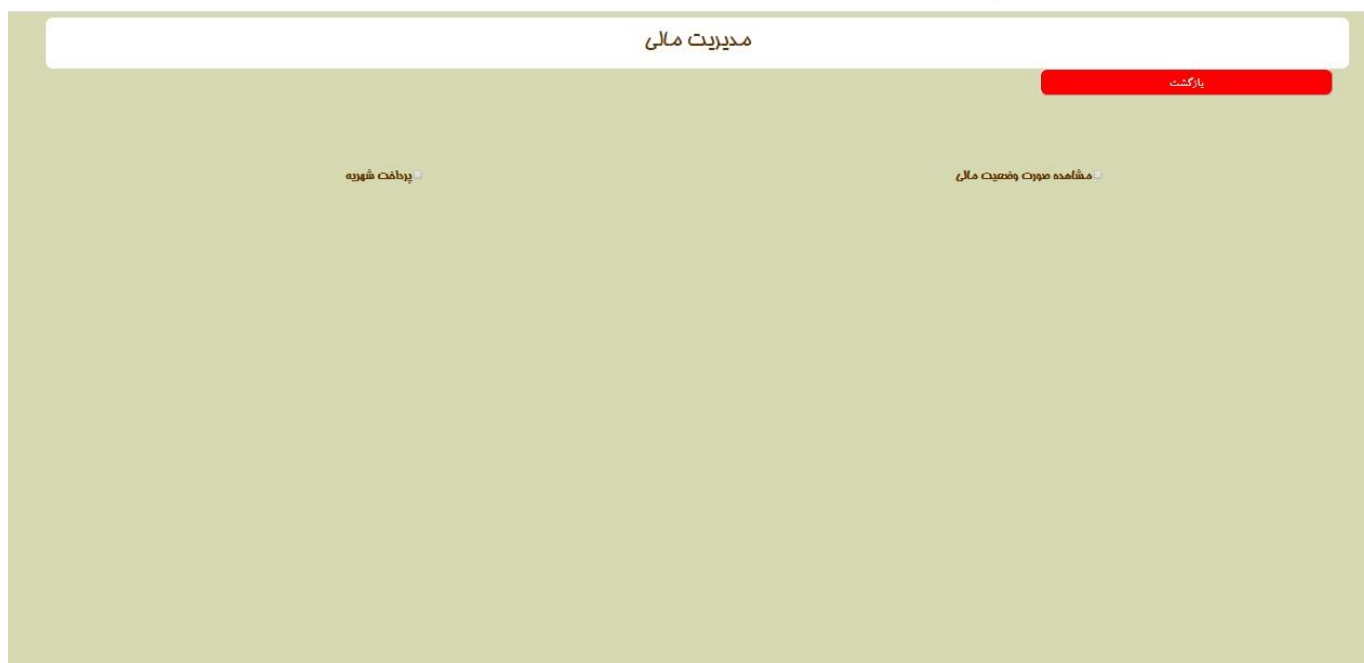 مدیریت مالی
بازگشت
مشاهده صورت وضعیت مالی
پرداخت شهریه